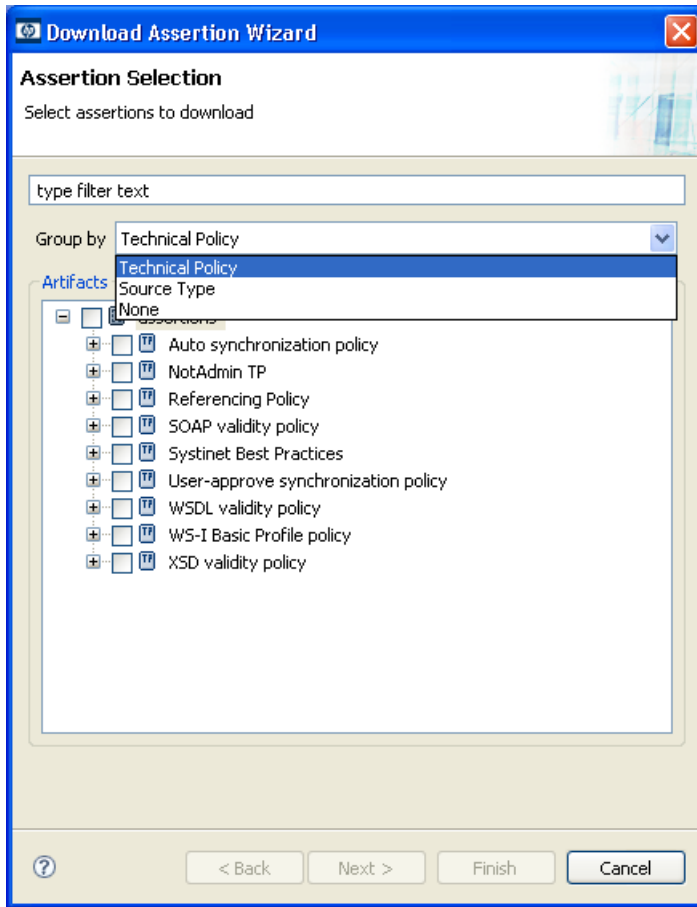 Download Assertion Wizard
Assertion Selection
Select assertions to download
type filter text
Group by Technical Policy
Technical Policy
Source Type
None
Artifacts
assertions
Auto synchronization policy
NotAdmin TP
Referencing Policy
SOAP validity policy
Systinet Best Practices
User-approve synchronization policy
WSDL validity policy
WS-I Basic Profile policy
XSD validity policy
< Back Next > Finish Cancel